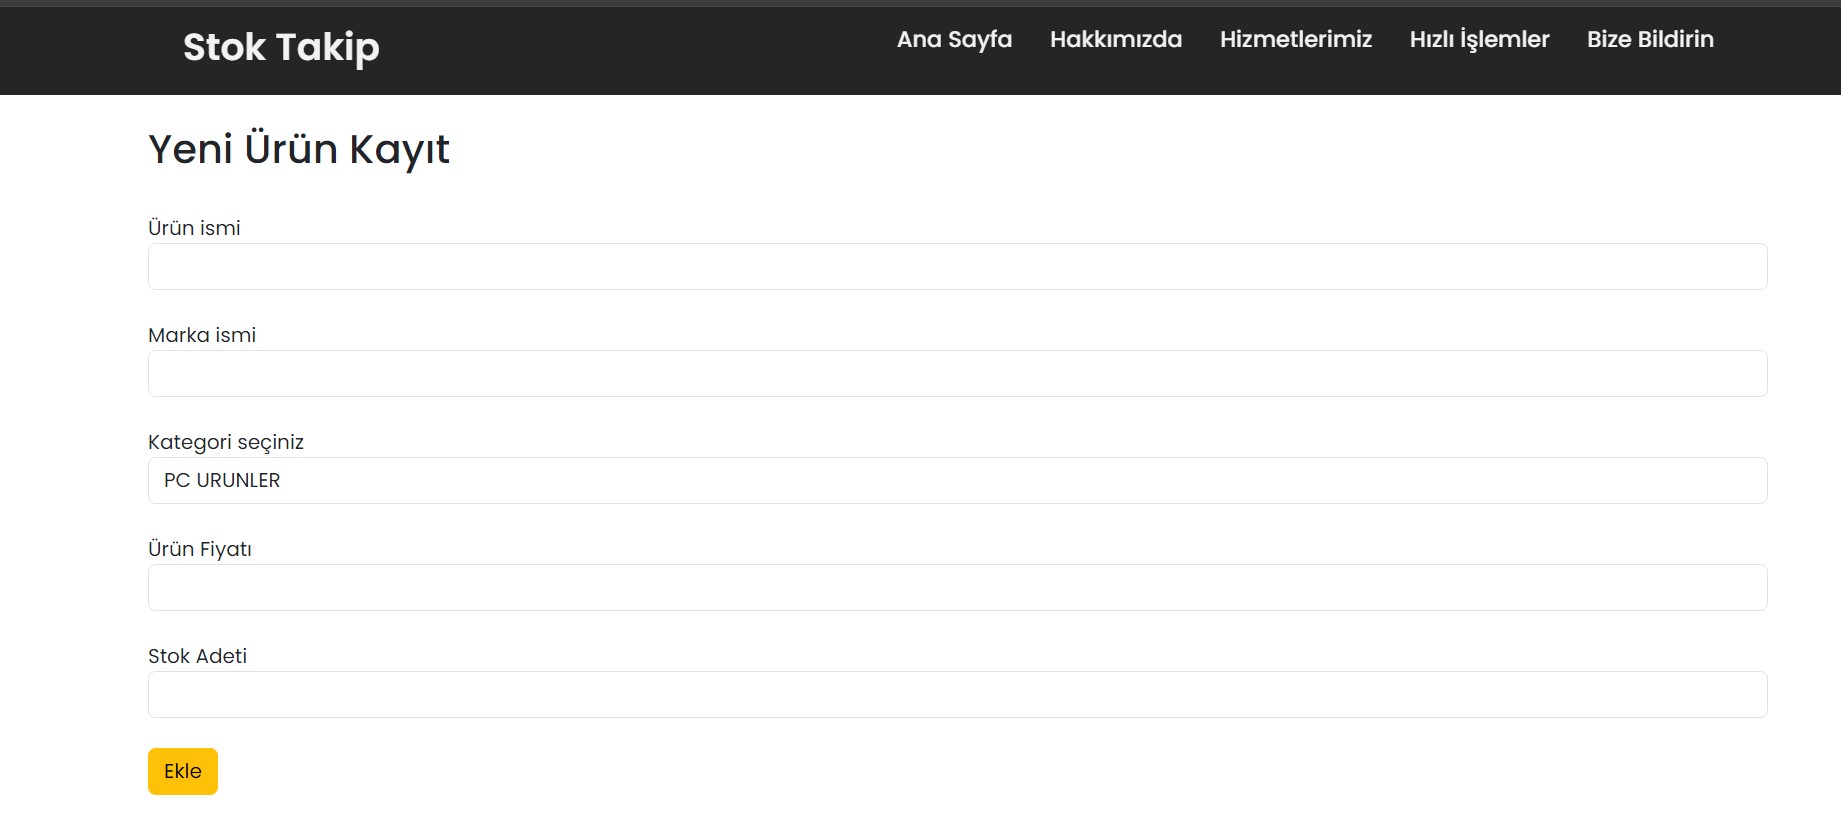 Stok Takip
Ana Sayfa Hakkımızda Hizmetlerimiz Hızlı İşlemler Bize Bildirin
Yeni Ürün Kayıt
Ürün ismi
Marka ismi
Kategori seçiniz
PC URUNLER
Ürün Fiyatı
Stok Adeti
Ekle